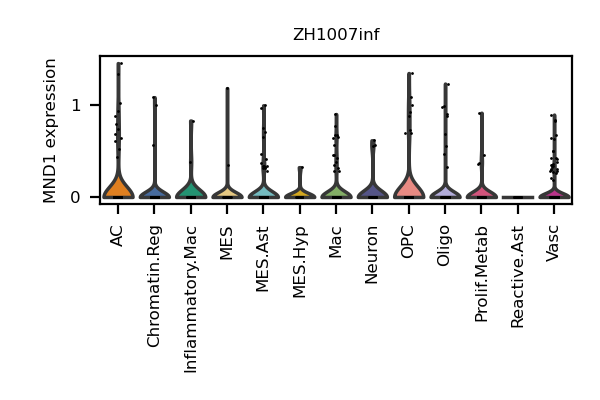 ZH1007inf
MND1 expression
1
0
AC
Chromatin.Reg
Inflammatory.Mac
MES
MES.Ast
MES.Hyp
Mac
Neuron
OPC
Oligo
Prolif.Metab
Reactive.Ast
Vasc